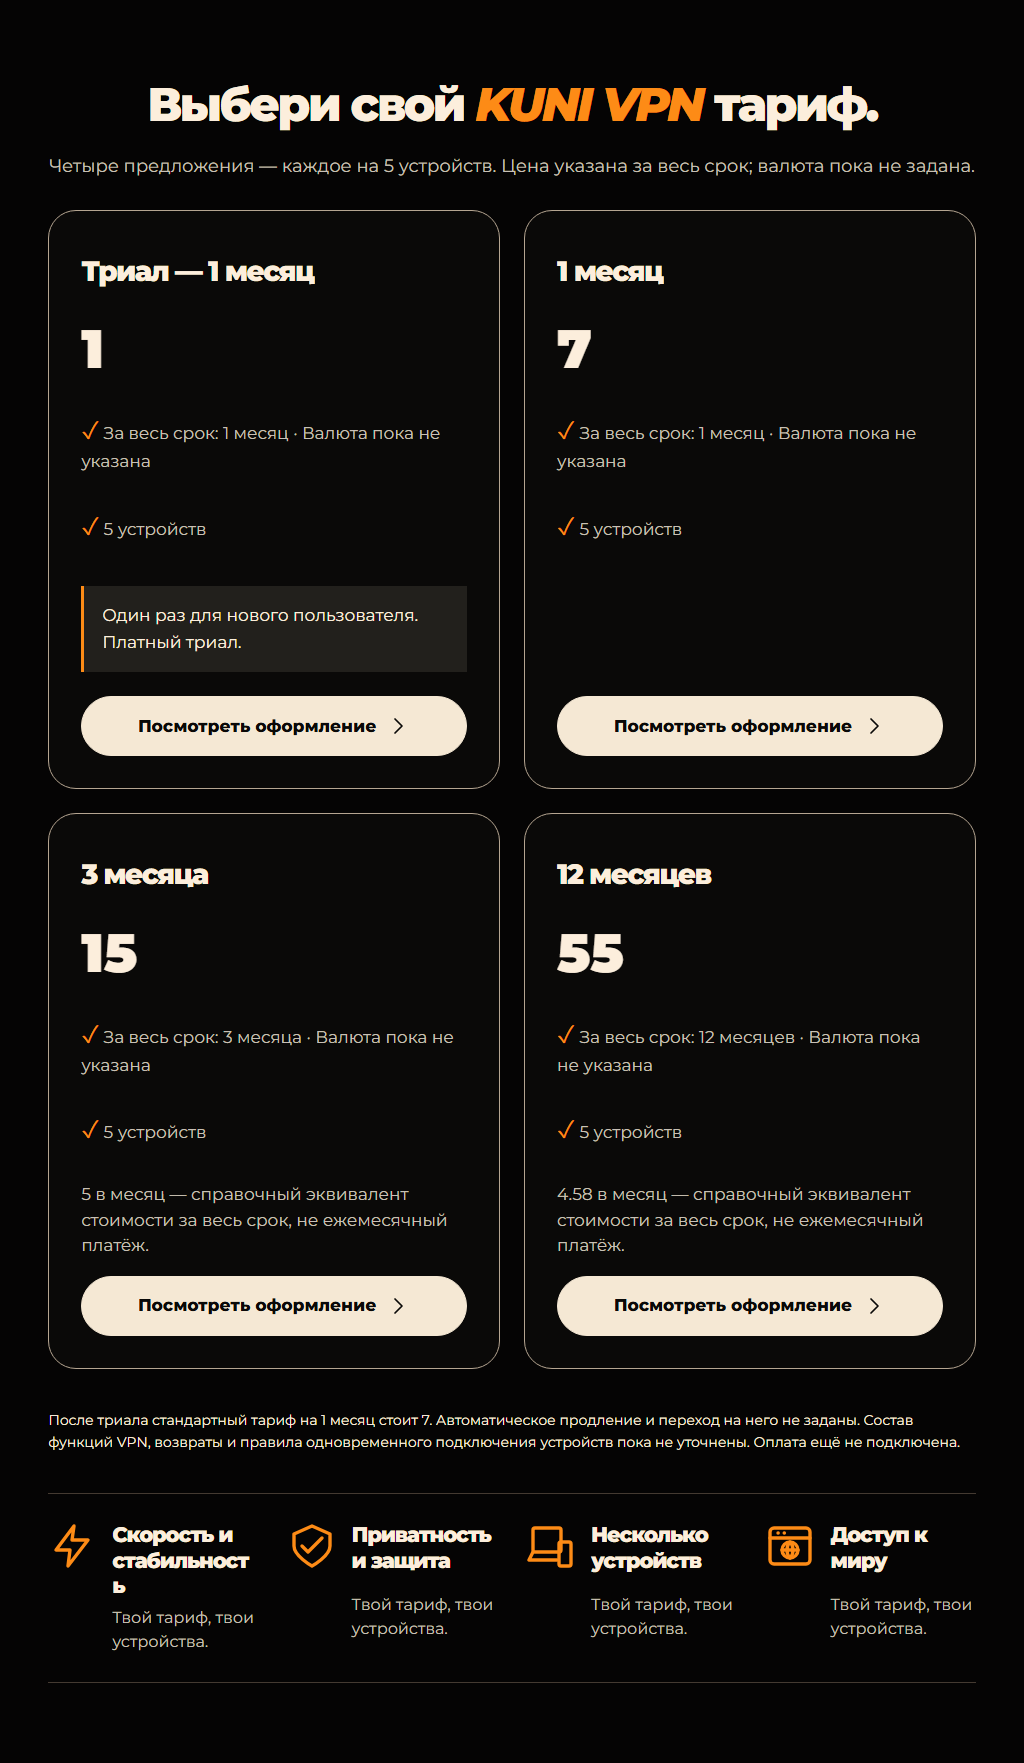 Выбери свой KUNI VPN тариф.
Четыре предложения — каждое на 5 устройств. Цена указана за весь срок; валюта пока не задана.
Триал — 1 месяц
1
✓ За весь срок: 1 месяц · Валюта пока не
указана
✓ 5 устройств
Один раз для нового пользователя.
Платный триал.
Посмотреть оформление
1 месяц
7
✓ За весь срок: 1 месяц · Валюта пока не
указана
✓ 5 устройств
Посмотреть оформление
3 месяца
15
✓ За весь срок: 3 месяца · Валюта пока не
указана
✓ 5 устройств
5 в месяц — справочный эквивалент
стоимости за весь срок, не ежемесячный
платёж.
Посмотреть оформление
12 месяцев
55
✓ За весь срок: 12 месяцев · Валюта пока
не указана
✓ 5 устройств
4.58 в месяц — справочный эквивалент
стоимости за весь срок, не ежемесячный
платёж.
Посмотреть оформление
После триала стандартный тариф на 1 месяц стоит 7. Автоматическое продление и переход на него не заданы. Состав
функций VPN, возвраты и правила одновременного подключения устройств пока не уточнены. Оплата ещё не подключена.
Скорость и
стабильност
ь
Твой тариф, твои
устройства.
Приватность
и защита
Твой тариф, твои
устройства.
Несколько
устройств
Твой тариф, твои
устройства.
Доступ к
миру
Твой тариф, твои
устройства.